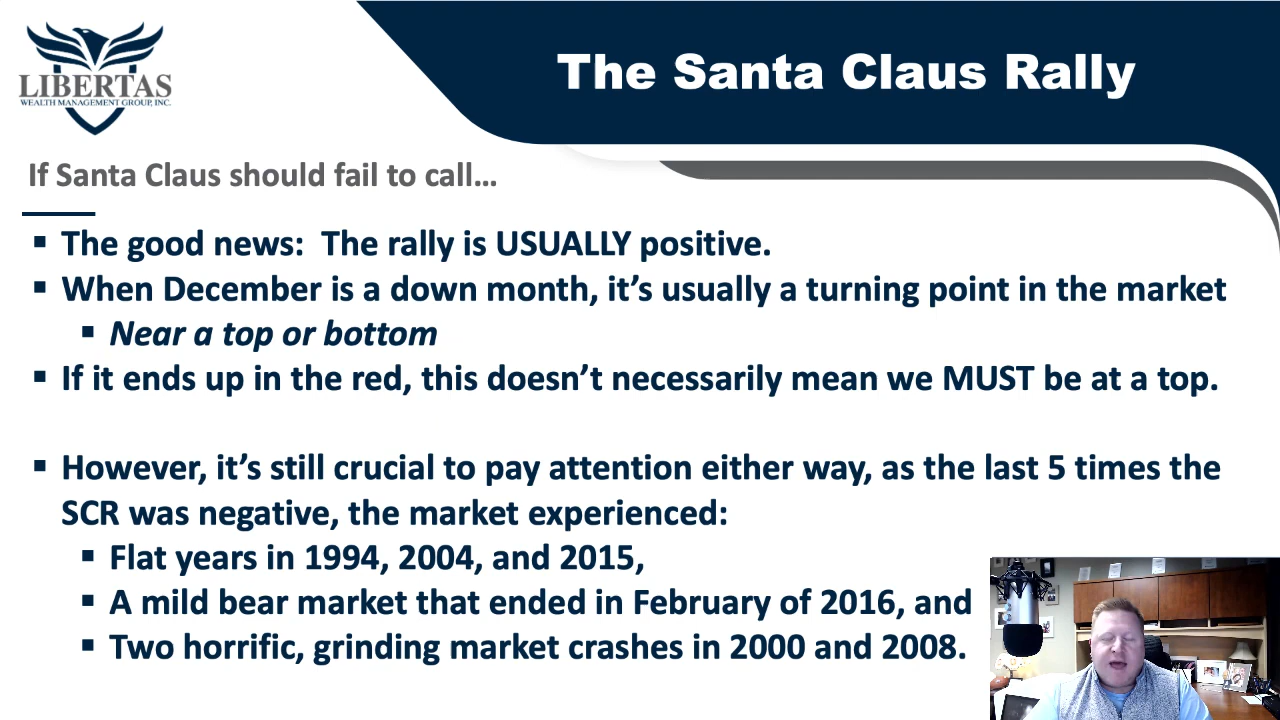 LIBERTAS
WEALTH MANAGEMENT GROUP, INC.
The Santa Claus Rally
If Santa Claus should fail to call…
▪ The good news:  The rally is USUALLY positive.
▪ When December is a down month, it’s usually a turning point in the market
▪ Near a top or bottom
▪ If it ends up in the red, this doesn’t necessarily mean we MUST be at a top.
▪ However, it’s still crucial to pay attention either way, as the last 5 times the
SCR was negative, the market experienced:
▪ Flat years in 1994, 2004, and 2015,
▪ A mild bear market that ended in February of 2016, and
▪ Two horrific, grinding market crashes in 2000 and 2008.